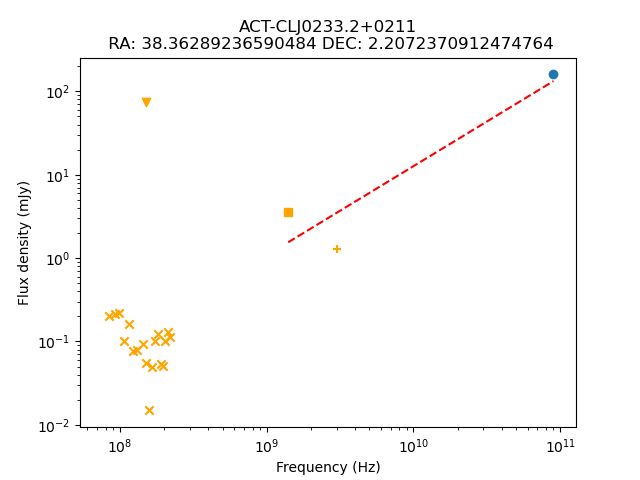 ACT-CLJ0233.2+0211
RA: 38.36289236590484 DEC: 2.2072370912474764
Flux density (mJy)
10²
10¹
10⁰
10⁻¹
10⁻²
10⁸
10⁹
10¹⁰
10¹¹
Frequency (Hz)